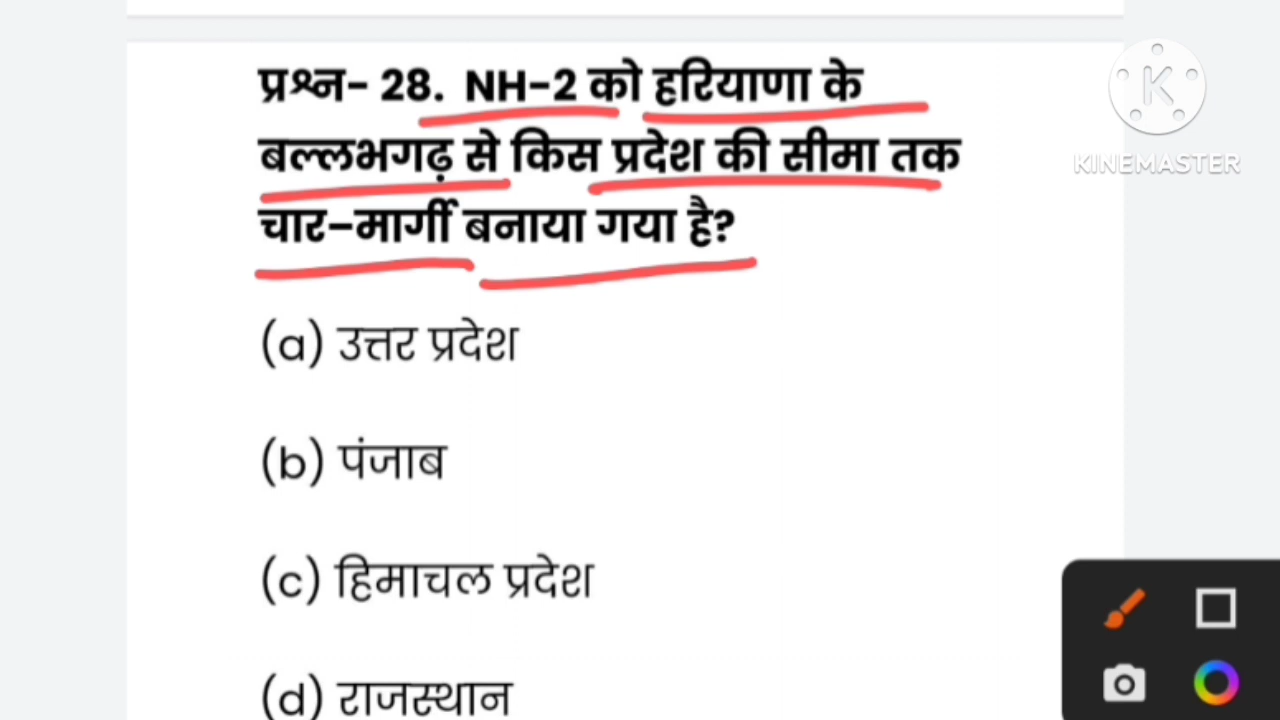 प्रश्न- 28. NH-2 को हरियाणा के
बल्लभगढ़ से किस प्रदेश की सीमा तक
चार-मार्गी बनाया गया है?
(a) उत्तर प्रदेश
(b) पंजाब
(c) हिमाचल प्रदेश
(d) राजस्थान
K
KINEMASTER